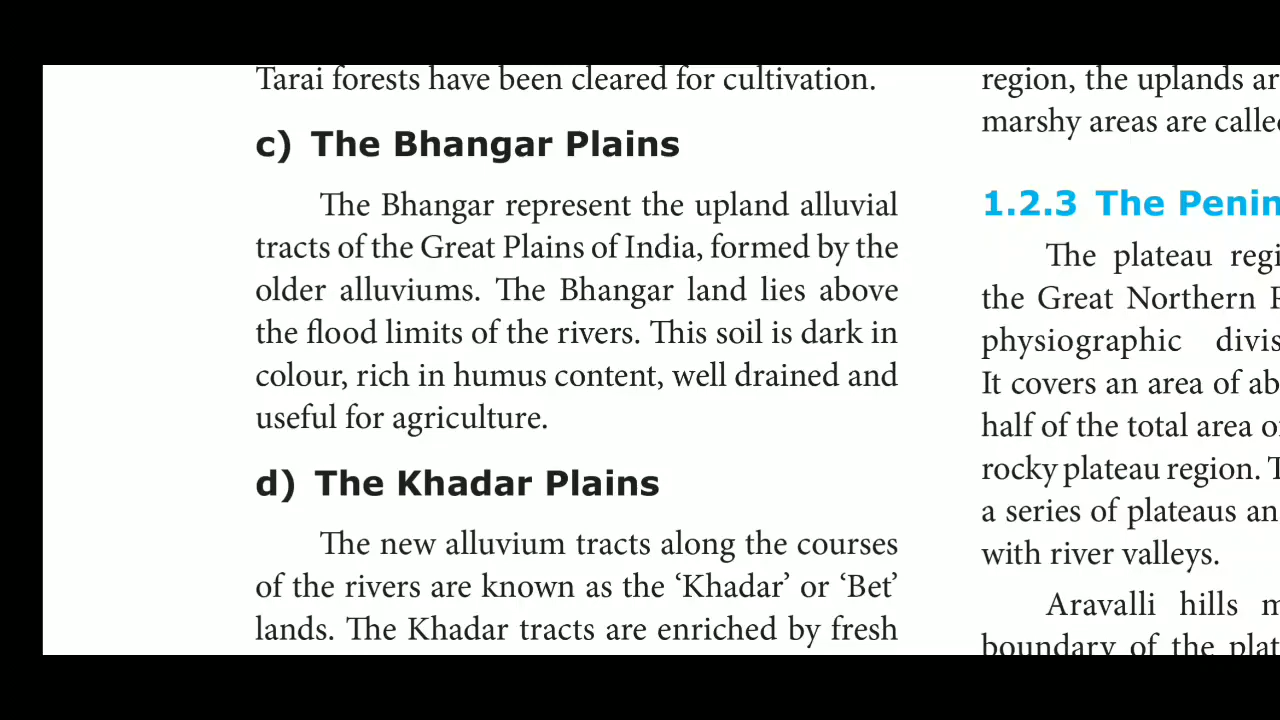 Tarai forests have been cleared for cultivation.
c) The Bhangar Plains
The Bhangar represent the upland alluvial
tracts of the Great Plains of India, formed by the
older alluviums. The Bhangar land lies above
the flood limits of the rivers. This soil is dark in
colour, rich in humus content, well drained and
useful for agriculture.
d) The Khadar Plains
The new alluvium tracts along the courses
of the rivers are known as the ‘Khadar’ or ‘Bet’
lands. The Khadar tracts are enriched by fresh
region, the uplands
marshy areas are
1.2.3 The
The plateau
the Great Northern
physiographic
It covers an area of
half of the total area
rocky plateau region.
a series of plateaus
with river valleys.
Aravalli hills
boundary of the